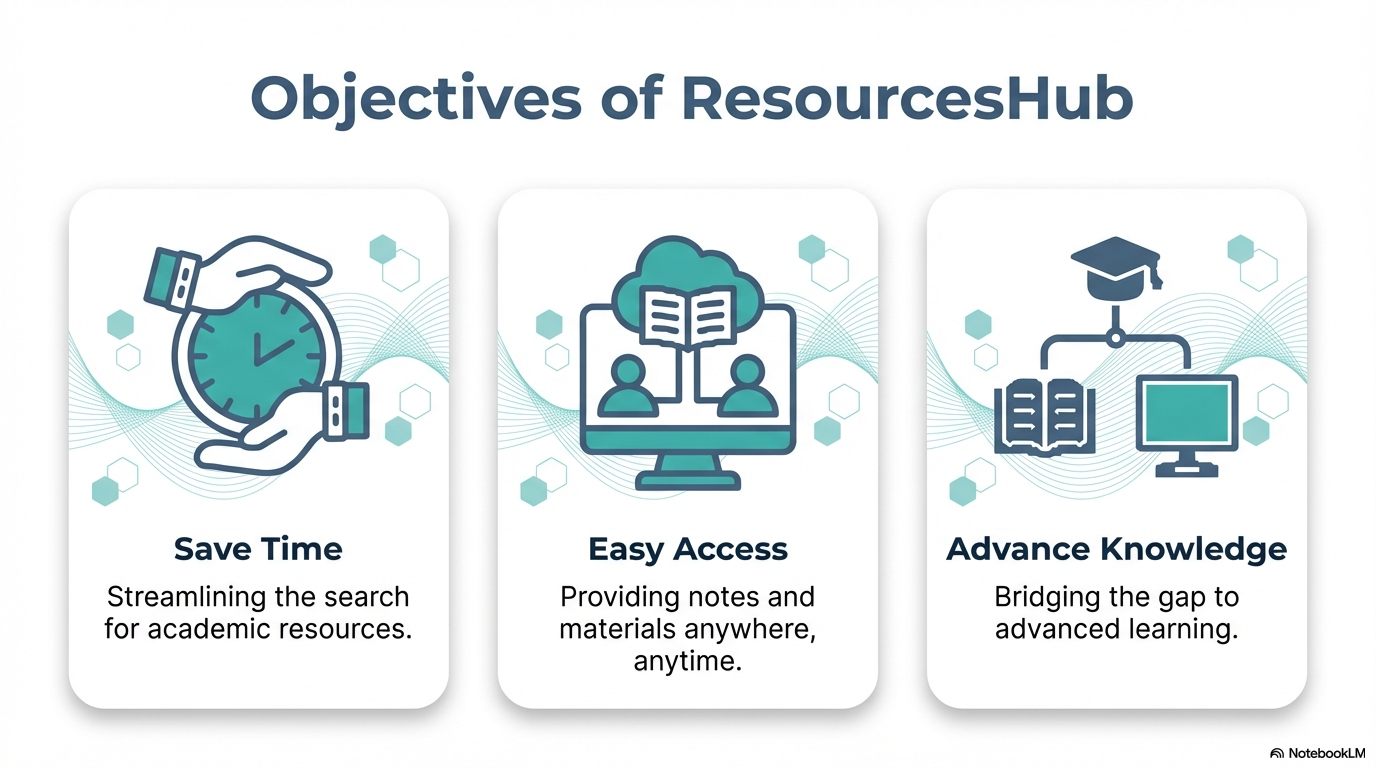 Objectives of ResourcesHub
Save Time
Streamlining the search
for academic resources.
Easy Access
Providing notes and
materials anywhere,
anytime.
Advance Knowledge
Bridging the gap to
advanced learning.
NotebookLM